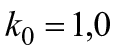 k₀ = 1,0